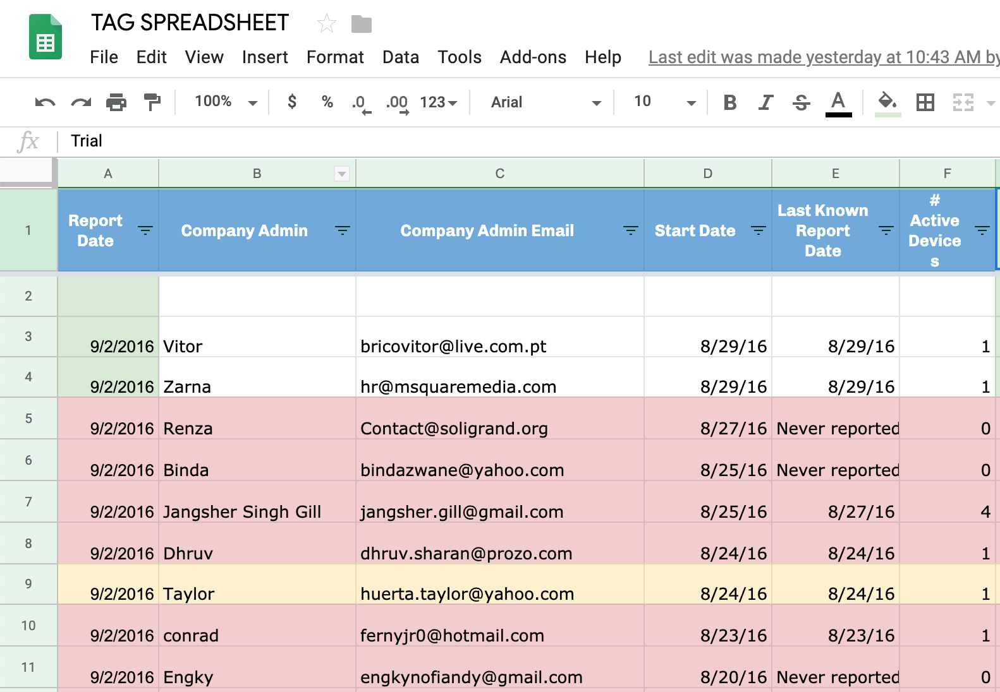 TAG SPREADSHEET
File Edit View Insert Format Data Tools Add-ons Help Last edit was made yesterday at 10:43 AM by
100% $ % .0 .00 123 Arial 10 B I S A
fx Trial
A B C D E F
1 Report Date Company Admin Company Admin Email Start Date Last Known Report Date # Active Devices
2
3 9/2/2016 Vitor bricovitor@live.com.pt 8/29/16 8/29/16 1
4 9/2/2016 Zarna hr@msquaremedia.com 8/29/16 8/29/16 1
5 9/2/2016 Renza Contact@soligrand.org 8/27/16 Never reported 0
6 9/2/2016 Binda bindazwane@yahoo.com 8/25/16 Never reported 0
7 9/2/2016 Jangsher Singh Gill jangsher.gill@gmail.com 8/25/16 8/27/16 4
8 9/2/2016 Dhruv dhruv.sharan@prozo.com 8/24/16 8/24/16 1
9 9/2/2016 Taylor huerta.taylor@yahoo.com 8/24/16 8/24/16 1
10 9/2/2016 conrad fernyjr0@hotmail.com 8/23/16 8/23/16 1
11 9/2/2016 Engky engkynofiandy@gmail.com 8/20/16 Never reported 0